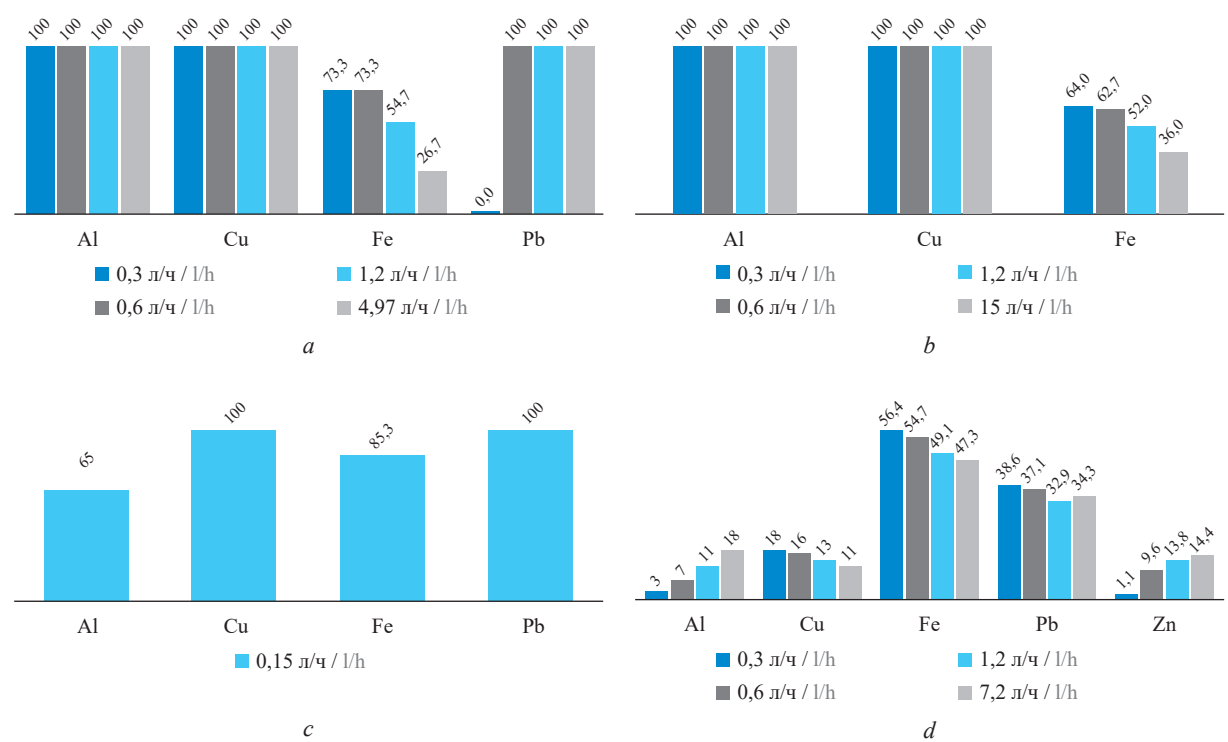 100 100 100 100 100 100 100 100 73,3 73,3 54,7 26,7 0,0 100 100 100
Al Cu Fe Pb
0,3 л/ч / l/h 1,2 л/ч / l/h
0,6 л/ч / l/h 4,97 л/ч / l/h
a
100 100 100 100 100 100 100 100 64,0 62,7 52,0 36,0
Al Cu Fe
0,3 л/ч / l/h 1,2 л/ч / l/h
0,6 л/ч / l/h 15 л/ч / l/h
b
65 100 85,3 100
Al Cu Fe Pb
0,15 л/ч / l/h
c
3 7 11 18 18 16 13 11 56,4 54,7 49,1 47,3 38,6 37,1 32,9 34,3 1,1 9,6 13,8 14,4
Al Cu Fe Pb Zn
0,3 л/ч / l/h 1,2 л/ч / l/h
0,6 л/ч / l/h 7,2 л/ч / l/h
d